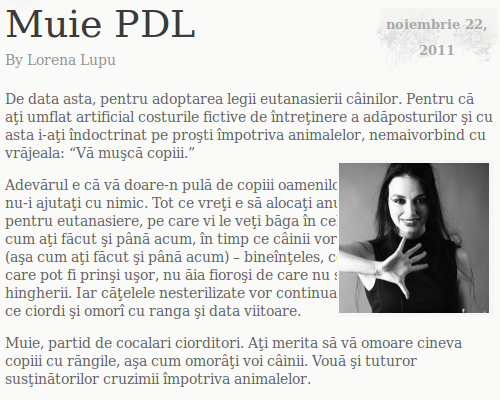 Muie PDL
noiembrie 22,
2011
By Lorena Lupu
De data asta, pentru adoptarea legii eutanasierii câinilor. Pentru că
aţi umflat artificial costurile fictive de întreţinere a adăposturilor şi cu
asta i-aţi îndoctrinat pe proşti împotriva animalelor, nemaivorbind cu
vrăjeala: “Vă muşcă copiii.”
Adevărul e că vă doare-n pulă de copiii oamenilo
nu-i ajutaţi cu nimic. Tot ce vreţi e să alocaţi
pentru eutanasiere, pe care vi le veţi băga în
cum aţi făcut şi până acum, în timp ce câinii vor
(aşa cum aţi făcut şi până acum) – bineînţeles,
care pot fi prinşi uşor, nu ăia fioroşi de care nu
hingherii. Iar căţelele nesterilizate vor continua
ce ciordi şi omorî cu ranga şi data viitoare.
Muie, partid de cocalari ciorditori. Aţi merita să vă omoare cineva
copiii cu răngile, aşa cum omorâţi voi câinii. Vouă şi tuturor
susţinătorilor cruzimii împotriva animalelor.